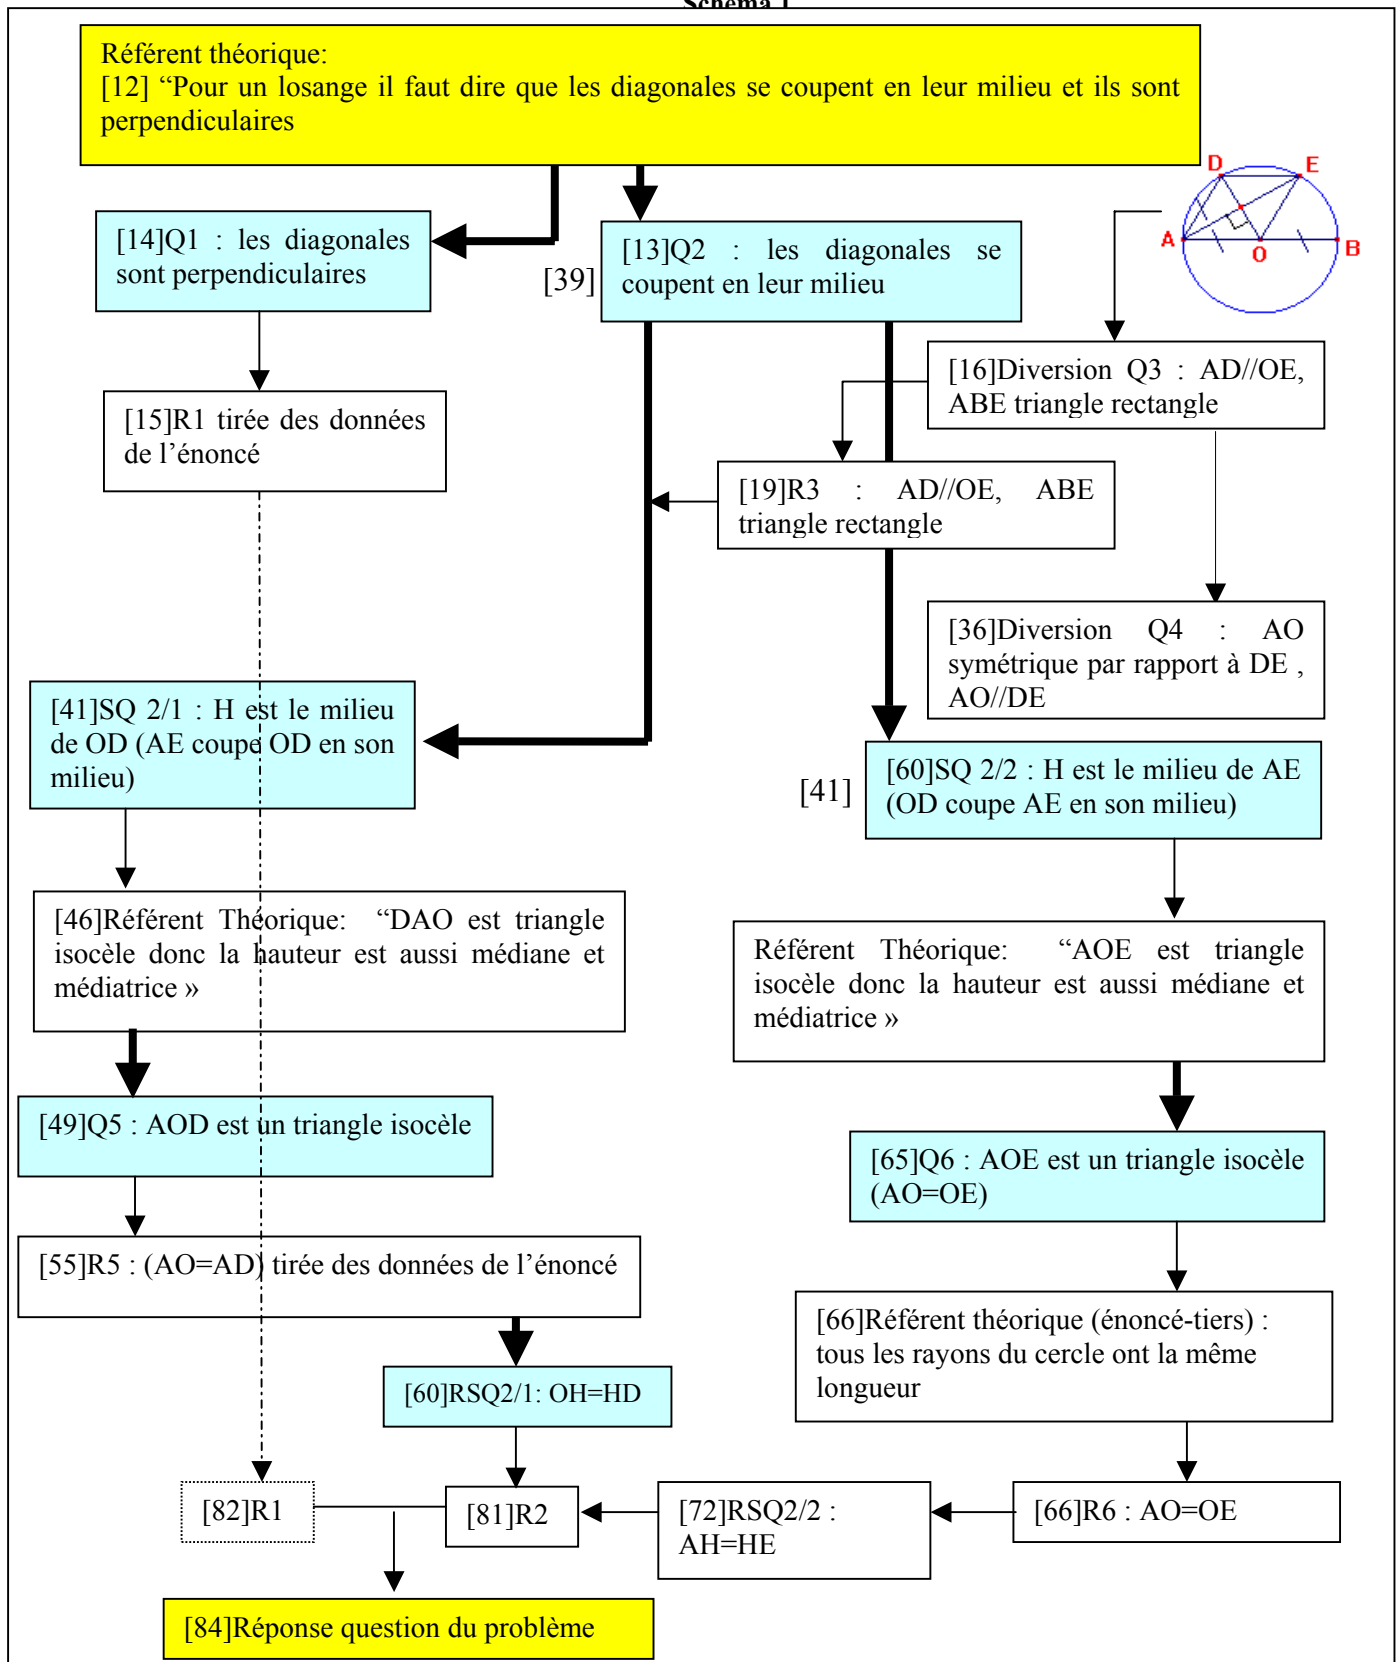 Schéma 1
Référent théorique:
[12] “Pour un losange il faut dire que les diagonales se coupent en leur milieu et ils sont
perpendiculaires
D
E
A
O
B
[14]Q1 : les diagonales
sont perpendiculaires
[39]
[13]Q2 : les diagonales se
coupent en leur milieu
[16]Diversion Q3 : AD//OE,
ABE triangle rectangle
[15]R1 tirée des données
de l’énoncé
[19]R3 : AD//OE, ABE
triangle rectangle
[36]Diversion Q4 : AO
symétrique par rapport à DE ,
AO//DE
[41]SQ 2/1 : H est le milieu
de OD (AE coupe OD en son
milieu)
[41]
[60]SQ 2/2 : H est le milieu de AE
(OD coupe AE en son milieu)
[46]Référent Théorique: “DAO est triangle
isocèle donc la hauteur est aussi médiane et
médiatrice »
Référent Théorique: “AOE est triangle
isocèle donc la hauteur est aussi médiane et
médiatrice »
[49]Q5 : AOD est un triangle isocèle
[65]Q6 : AOE est un triangle isocèle
(AO=OE)
[55]R5 : (AO=AD) tirée des données de l’énoncé
[66]Référent théorique (énoncé-tiers) :
tous les rayons du cercle ont la même
longueur
[60]RSQ2/1: OH=HD
[82]R1
[81]R2
[72]RSQ2/2 :
AH=HE
[66]R6 : AO=OE
[84]Réponse question du problème